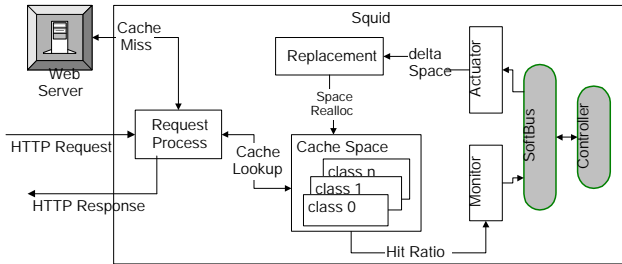 Squid
Cache
Miss
Web
Server
Replacement
delta
Space
Actuator
Space
Realloc
SoftBus
Controller
Request
Process
HTTP Request
Cache
Lookup
Cache Space
class n
class 1
class 0
Monitor
HTTP Response
Hit Ratio